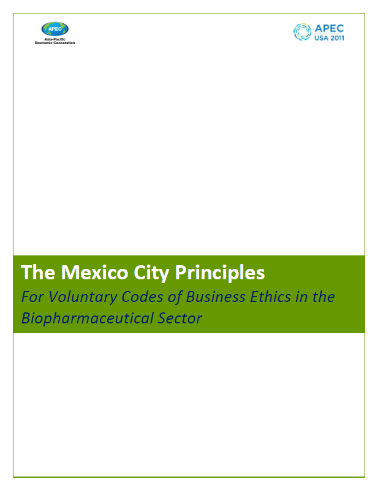 APEC
Asia-Pacific
Economic Cooperation
APEC
USA 2011
The Mexico City Principles
For Voluntary Codes of Business Ethics in the
Biopharmaceutical Sector